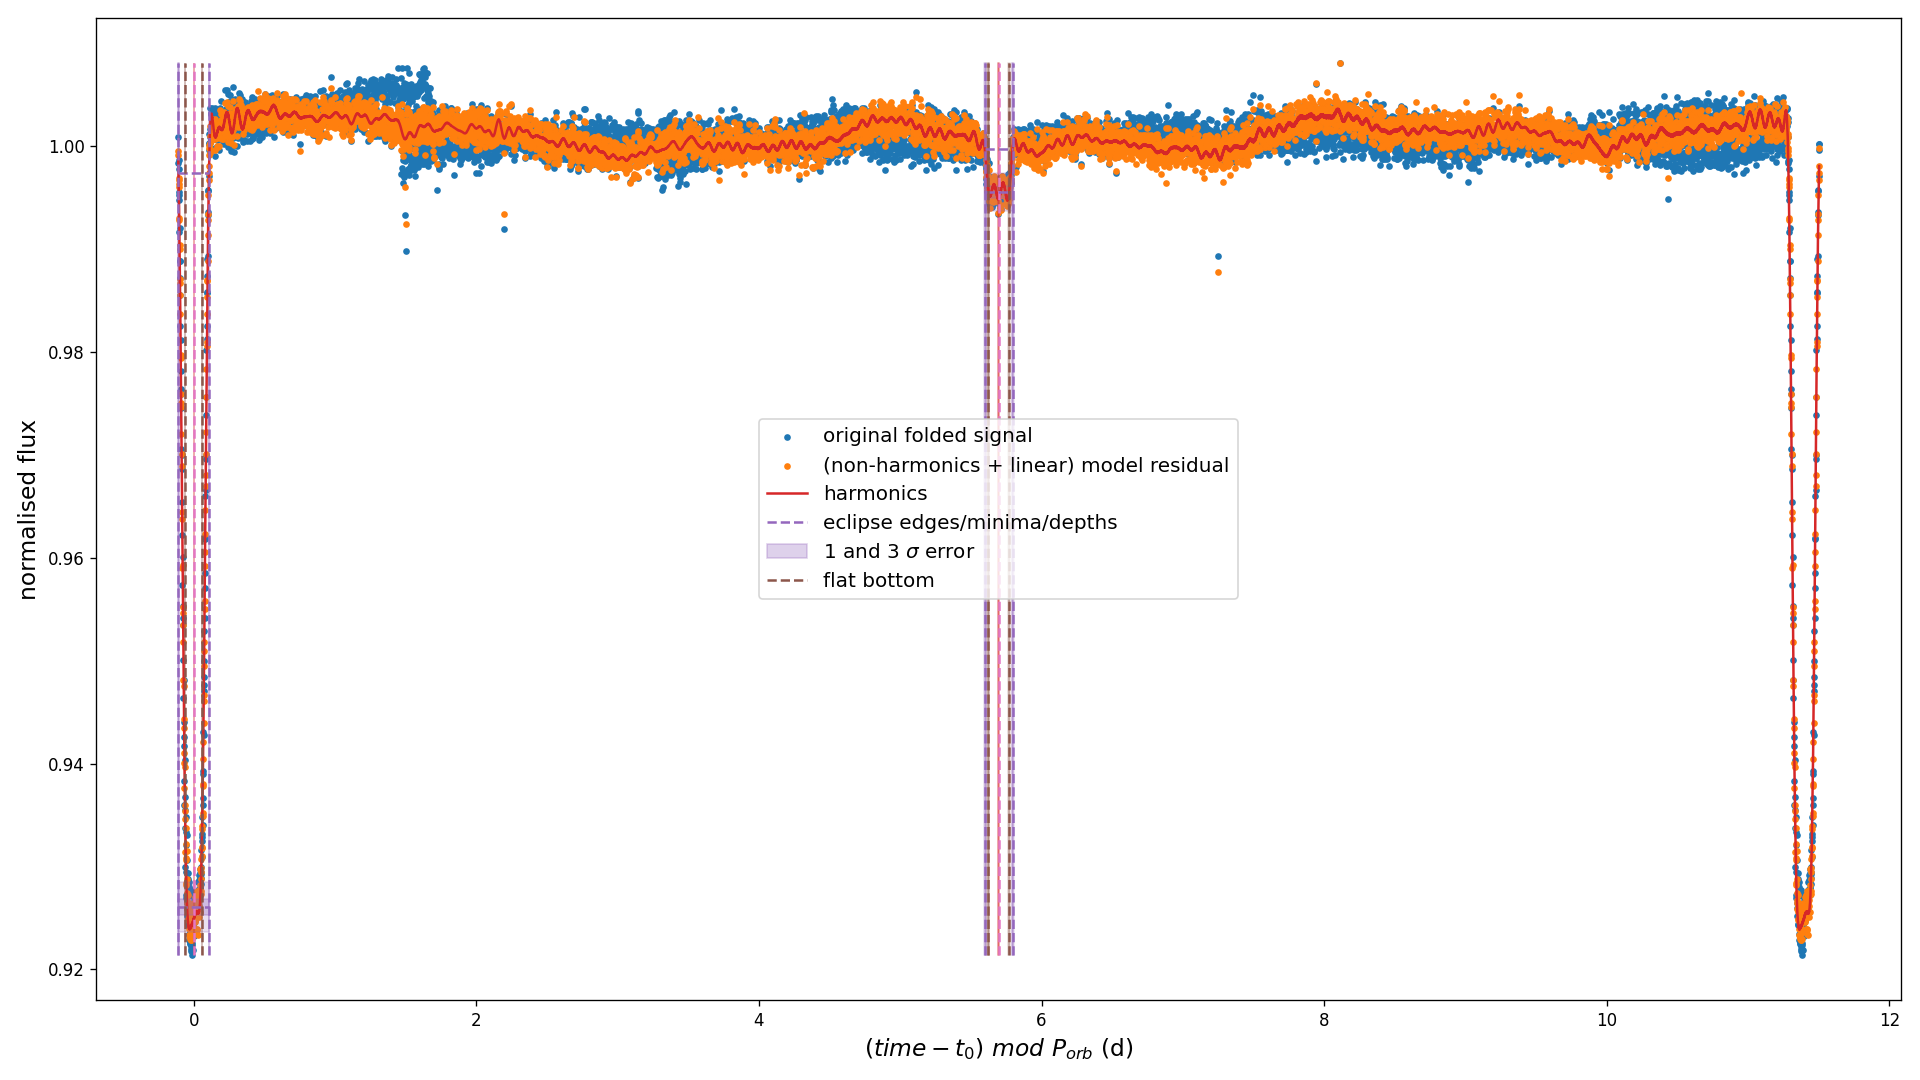 normalised flux
1.00
0.98
0.96
0.94
0.92
original folded signal
(non-harmonics + linear) model residual
harmonics
eclipse edges/minima/depths
1 and 3 σ error
flat bottom
0 2 4 6 8 10 12
(time − t₀) mod P_orb (d)